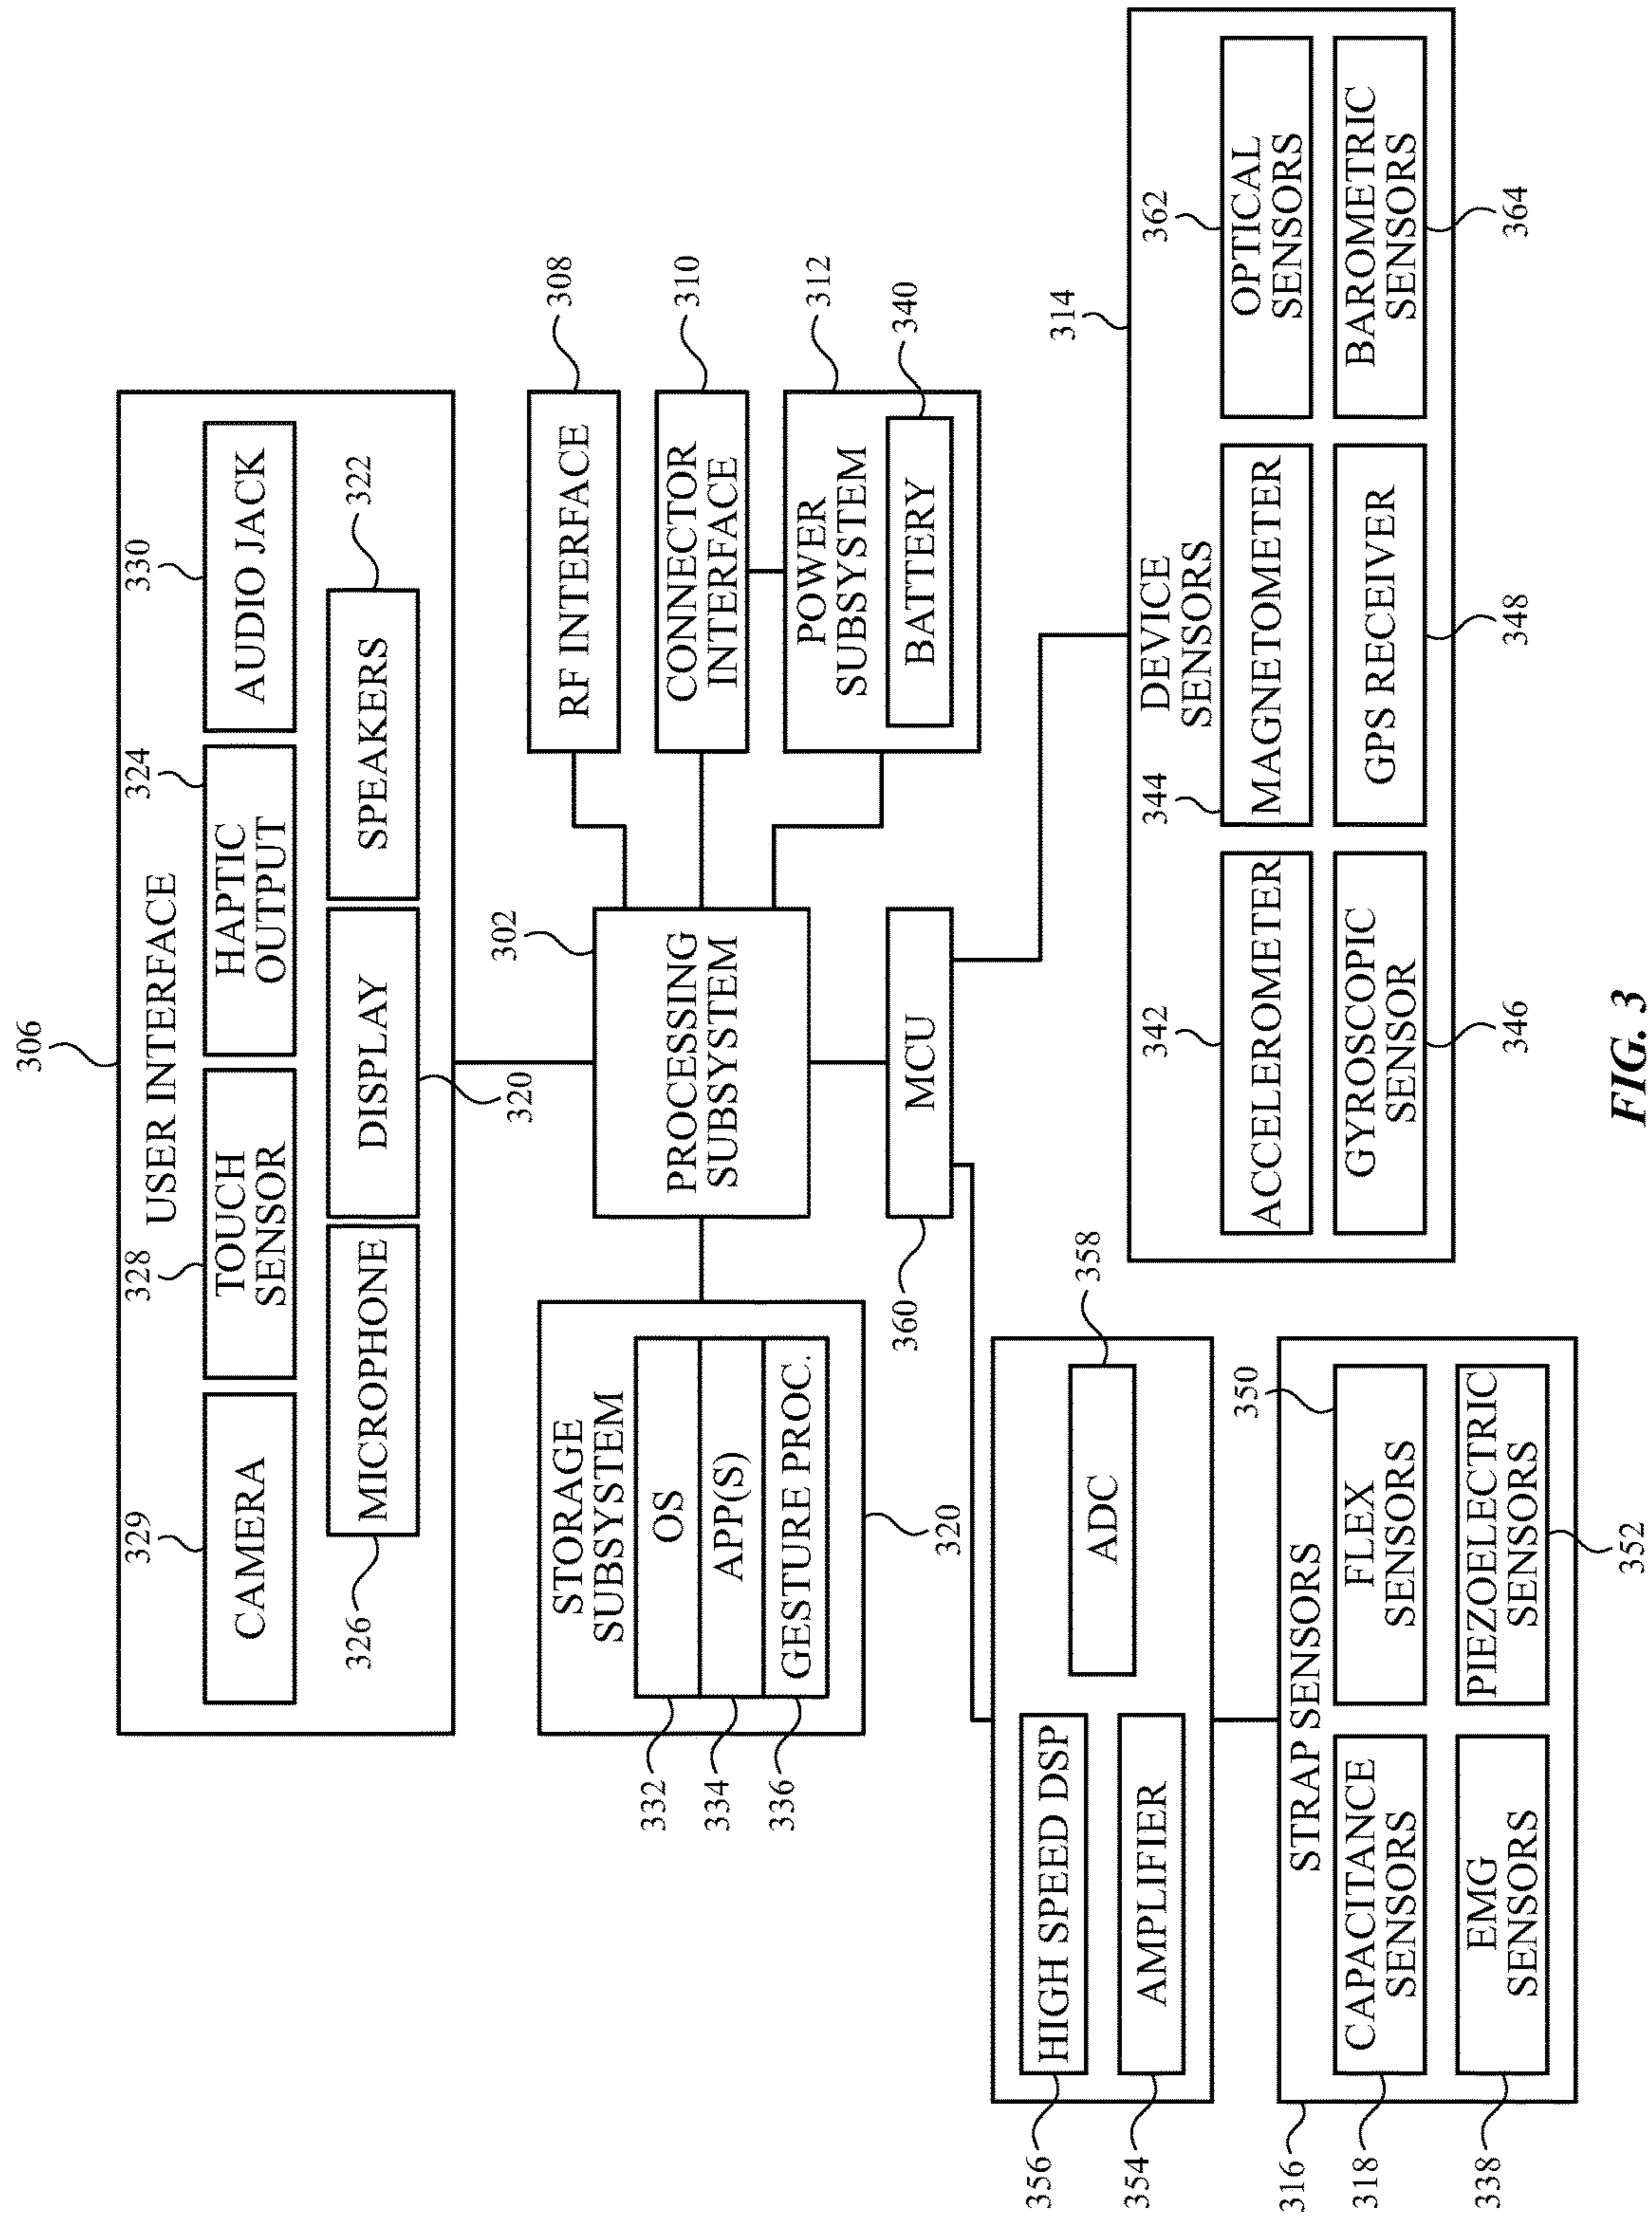 306
USER INTERFACE
329
328
324
330
CAMERA
TOUCH
SENSOR
HAPTIC
OUTPUT
AUDIO JACK
MICROPHONE
DISPLAY
SPEAKERS
326
320
322
STORAGE
SUBSYSTEM
OS
APP(S)
GESTURE PROC.
332
334
336
320
302
PROCESSING
SUBSYSTEM
RF INTERFACE
308
CONNECTOR
INTERFACE
310
POWER
SUBSYSTEM
312
BATTERY
340
MCU
360
HIGH SPEED DSP
356
AMPLIFIER
354
ADC
358
STRAP SENSORS
316
CAPACITANCE
SENSORS
318
FLEX
SENSORS
350
EMG
SENSORS
338
PIEZOELECTRIC
SENSORS
352
314
DEVICE
SENSORS
342
344
362
ACCELEROMETER
MAGNETOMETER
OPTICAL
SENSORS
GYROSCOPIC
SENSOR
GPS RECEIVER
BAROMETRIC
SENSORS
346
348
364
FIG. 3